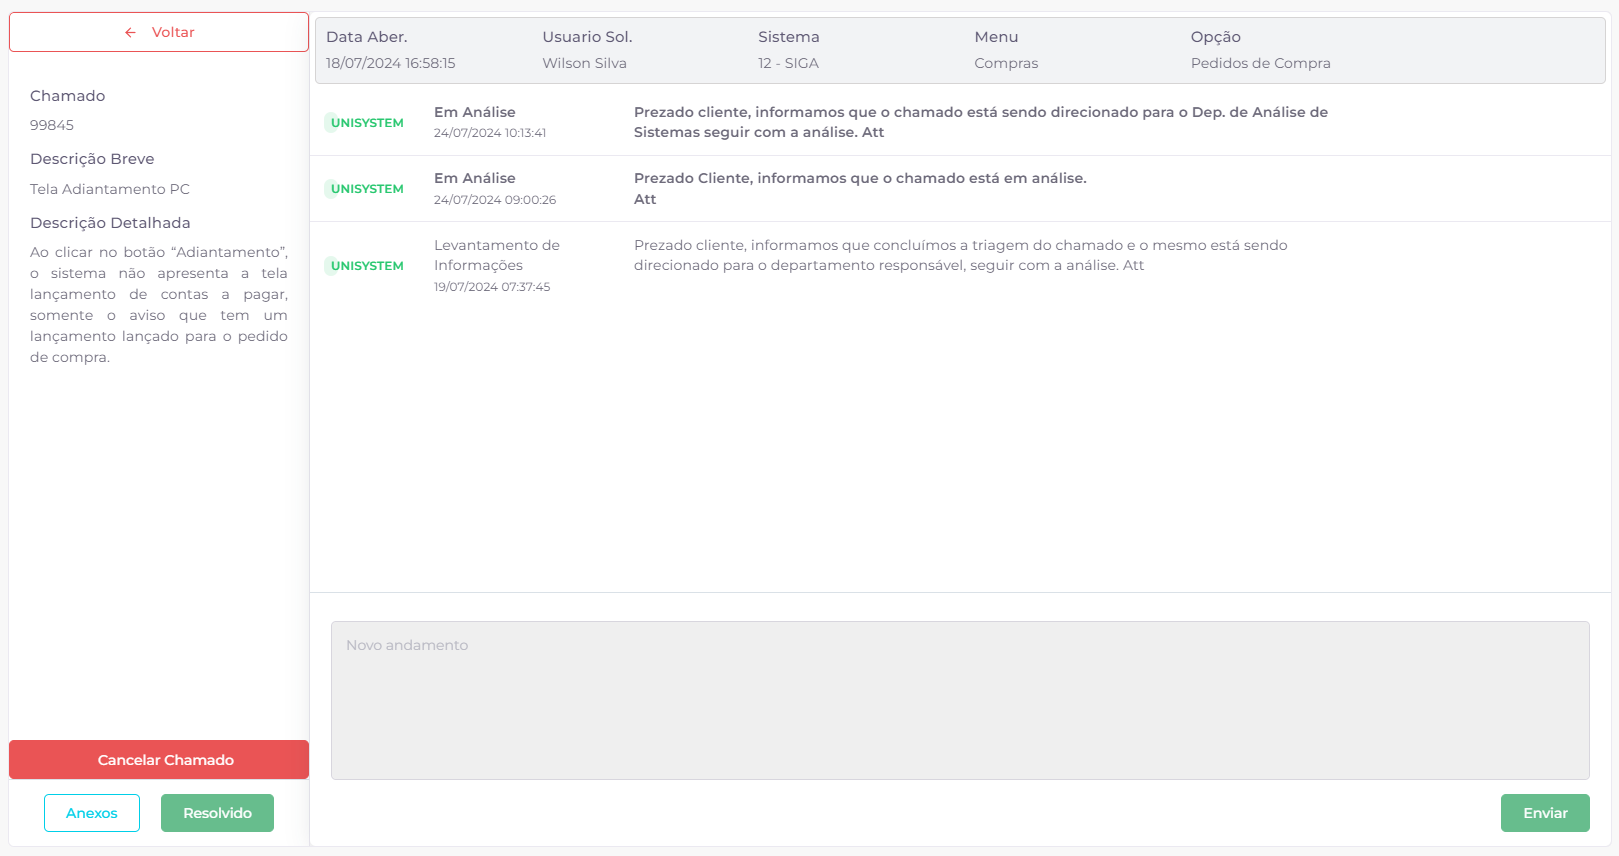 ← Voltar
Chamado
99845
Descrição Breve
Tela Adiantamento PC
Descrição Detalhada
Ao clicar no botão “Adiantamento”,
o sistema não apresenta a tela
lançamento de contas a pagar,
somente o aviso que tem um
lançamento lançado para o pedido
de compra.
Cancelar Chamado
Anexos
Resolvido
Data Aber.
18/07/2024 16:58:15
Usuario Sol.
Wilson Silva
Sistema
12 - SIGA
Menu
Compras
Opção
Pedidos de Compra
UNISYSTEM
Em Análise
24/07/2024 10:13:41
Prezado cliente, informamos que o chamado está sendo direcionado para o Dep. de Análise de
Sistemas seguir com a análise. Att
UNISYSTEM
Em Análise
24/07/2024 09:00:26
Prezado Cliente, informamos que o chamado está em análise.
Att
UNISYSTEM
Levantamento de
Informações
19/07/2024 07:37:45
Prezado cliente, informamos que concluímos a triagem do chamado e o mesmo está sendo
direcionado para o departamento responsável, seguir com a análise. Att
Novo andamento
Enviar